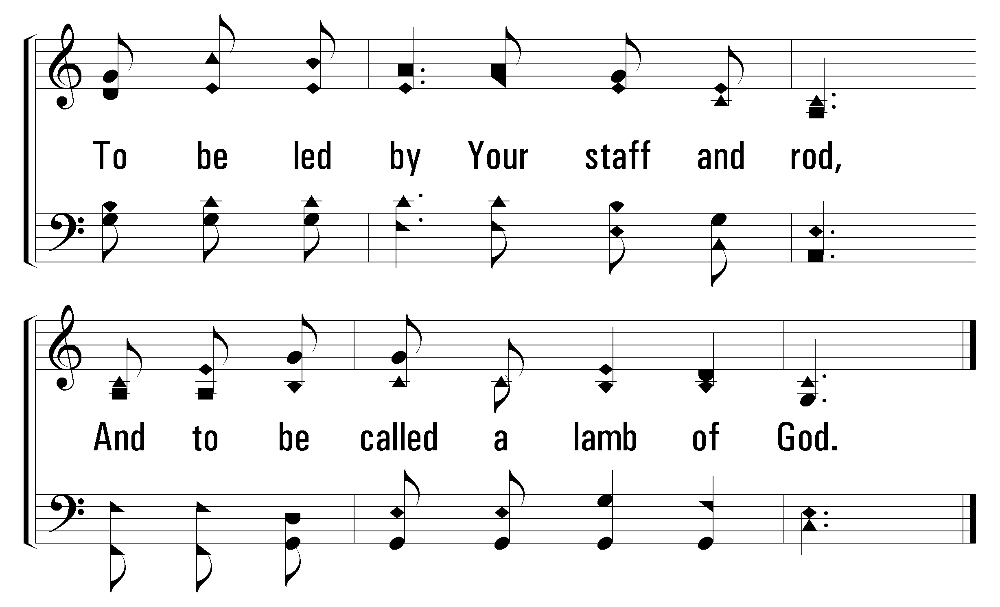 To be led by Your staff and rod,
And to be called a lamb of God.